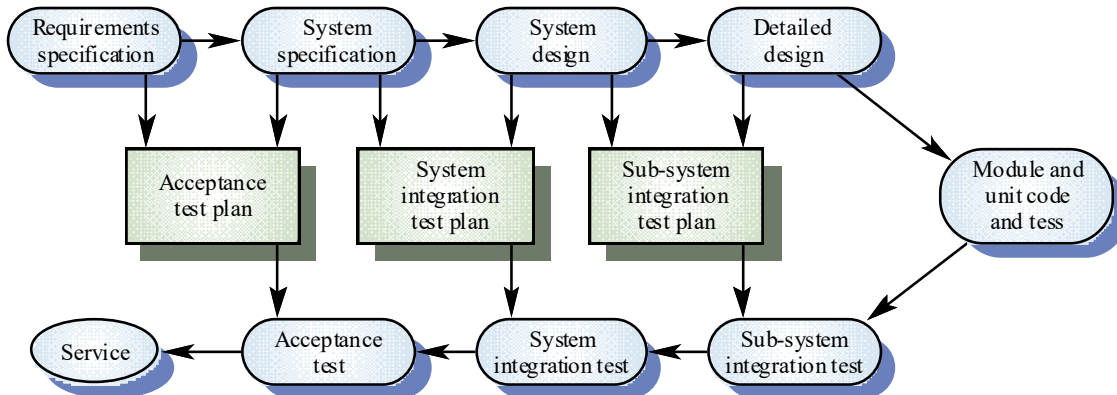 Requirements
specification
System
specification
System
design
Detailed
design
Acceptance
test plan
System
integration
test plan
Sub-system
integration
test plan
Module and
unit code
and tess
Service
Acceptance
test
System
integration test
Sub-system
integration test